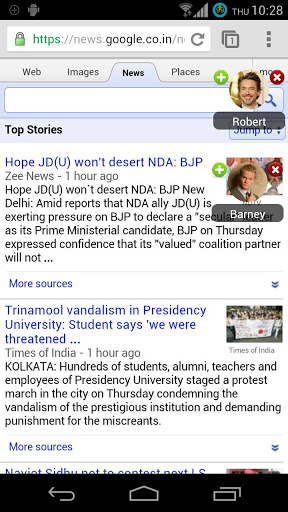 THU 10:28
https://news.google.co.in/n
1
Web Images News Places mo
Robert
Top Stories
Jump to
Hope JD(U) won't desert NDA: BJP
Zee News - 1 hour ago
Hope JD(U) won`t desert NDA: BJP New
Delhi: Amid reports that NDA ally JD(U) is
exerting pressure on BJP to declare a "secular
Barney
as its Prime Ministerial candidate, BJP on Thursday
expressed confidence that its "valued" coalition partner
will not ...
More sources
Trinamool vandalism in Presidency
University: Student says 'we were
threatened ...
Times of India
Times of India - 1 hour ago
KOLKATA: Hundreds of students, alumni, teachers and
employees of Presidency University staged a protest
march in the city on Thursday condemning the
vandalism of the prestigious institution and demanding
punishment for the miscreants.
More sources
Navjot Sidhu not to contest next LS